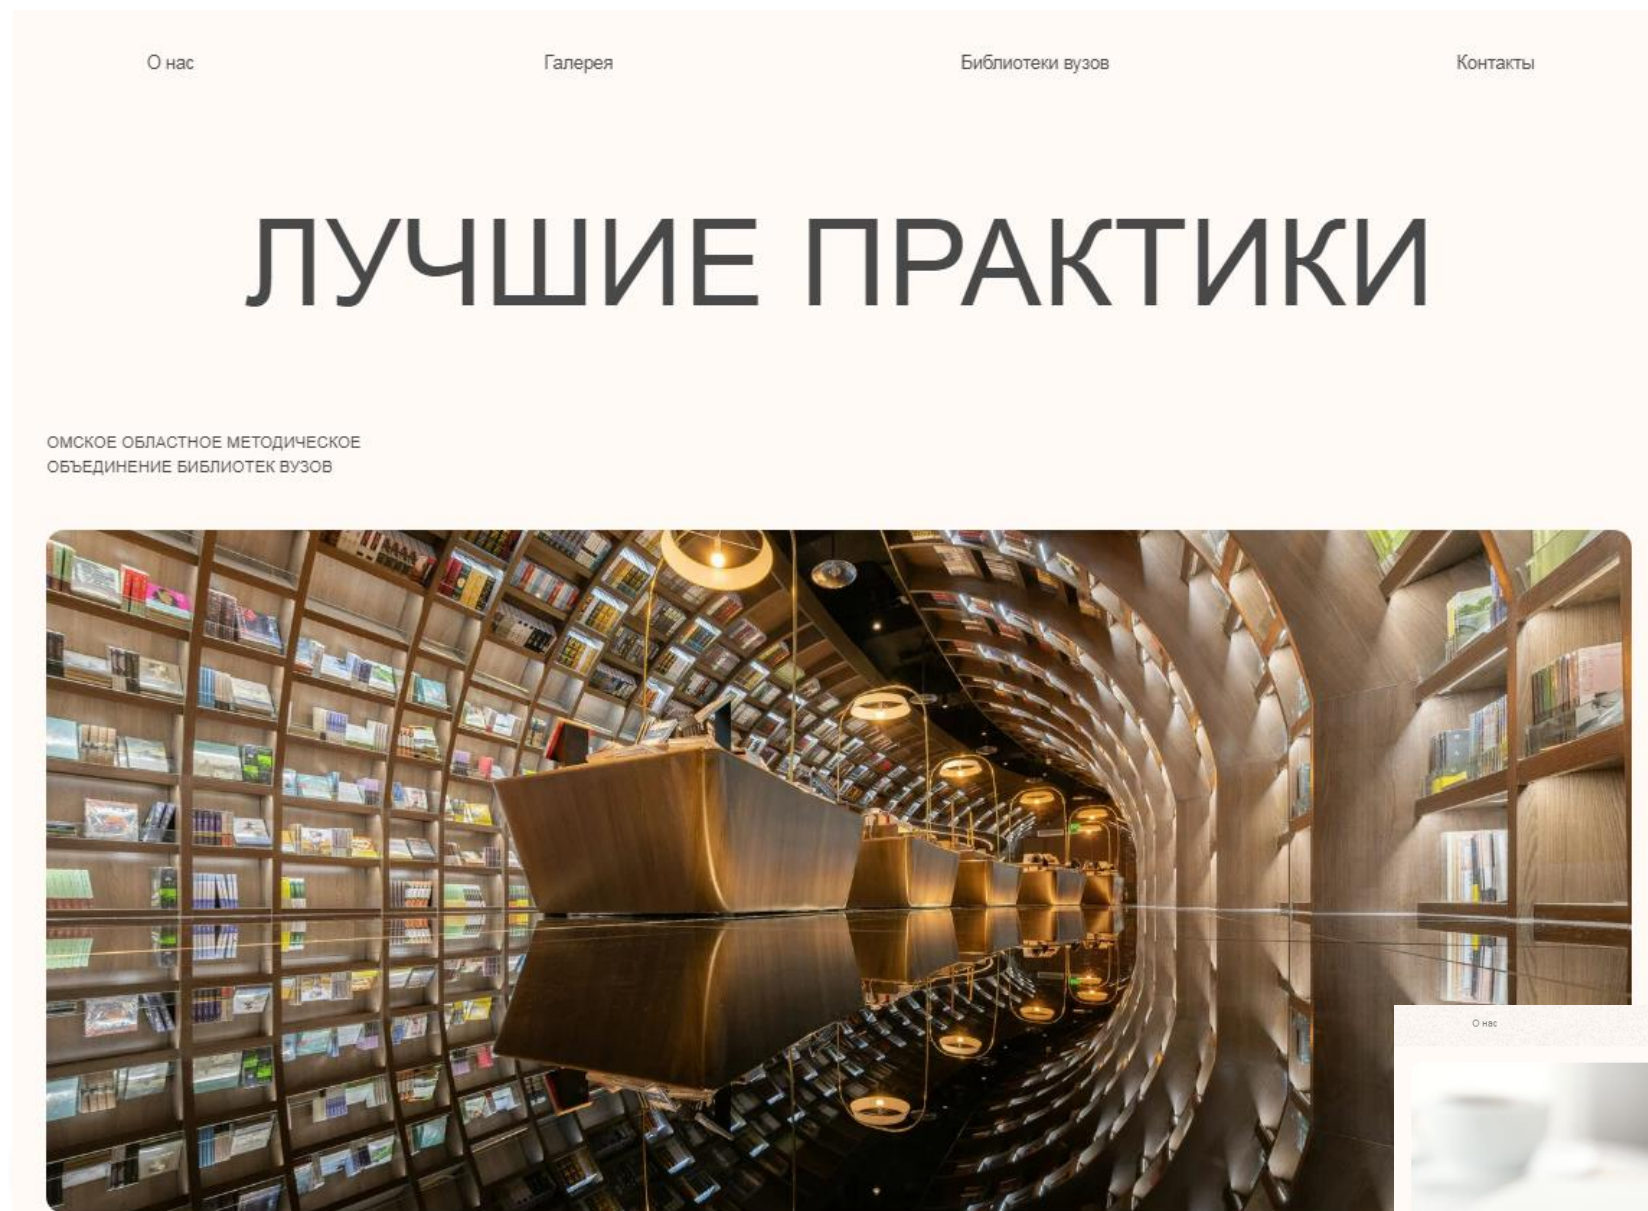 О нас
Галерея
Библиотеки вузов
Контакты
ЛУЧШИЕ ПРАКТИКИ
ОМСКОЕ ОБЛАСТНОЕ МЕТОДИЧЕСКОЕ
ОБЪЕДИНЕНИЕ БИБЛИОТЕК ВУЗОВ
О нас